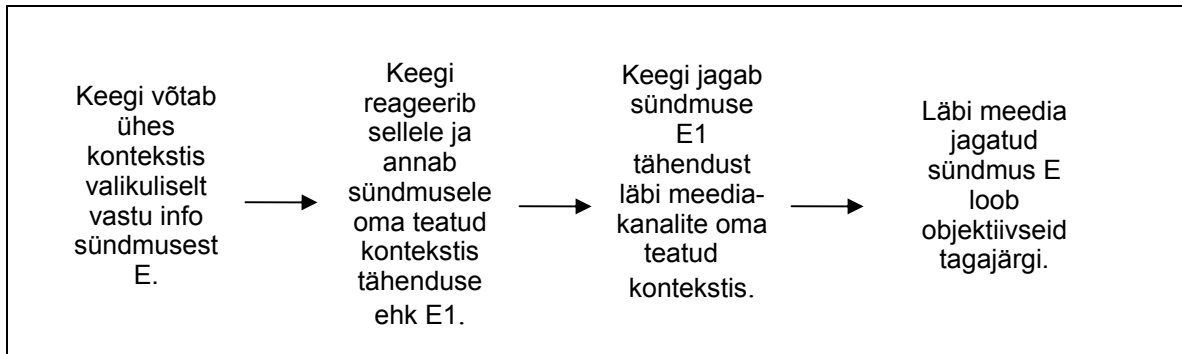 Keegi võtab
ühes
kontekstis
valikuliselt
vastu info
sündmusest
E.
Keegi
reageerib
sellele ja
annab
sündmusele
oma teatud
kontekstis
tähenduse
ehk E1.
Keegi jagab
sündmuse
E1
tähendust
läbi meedia-
kanalite oma
teatud
kontekstis.
Läbi meedia
jagatud
sündmus E
loob
objektiivseid
tagajärgi.